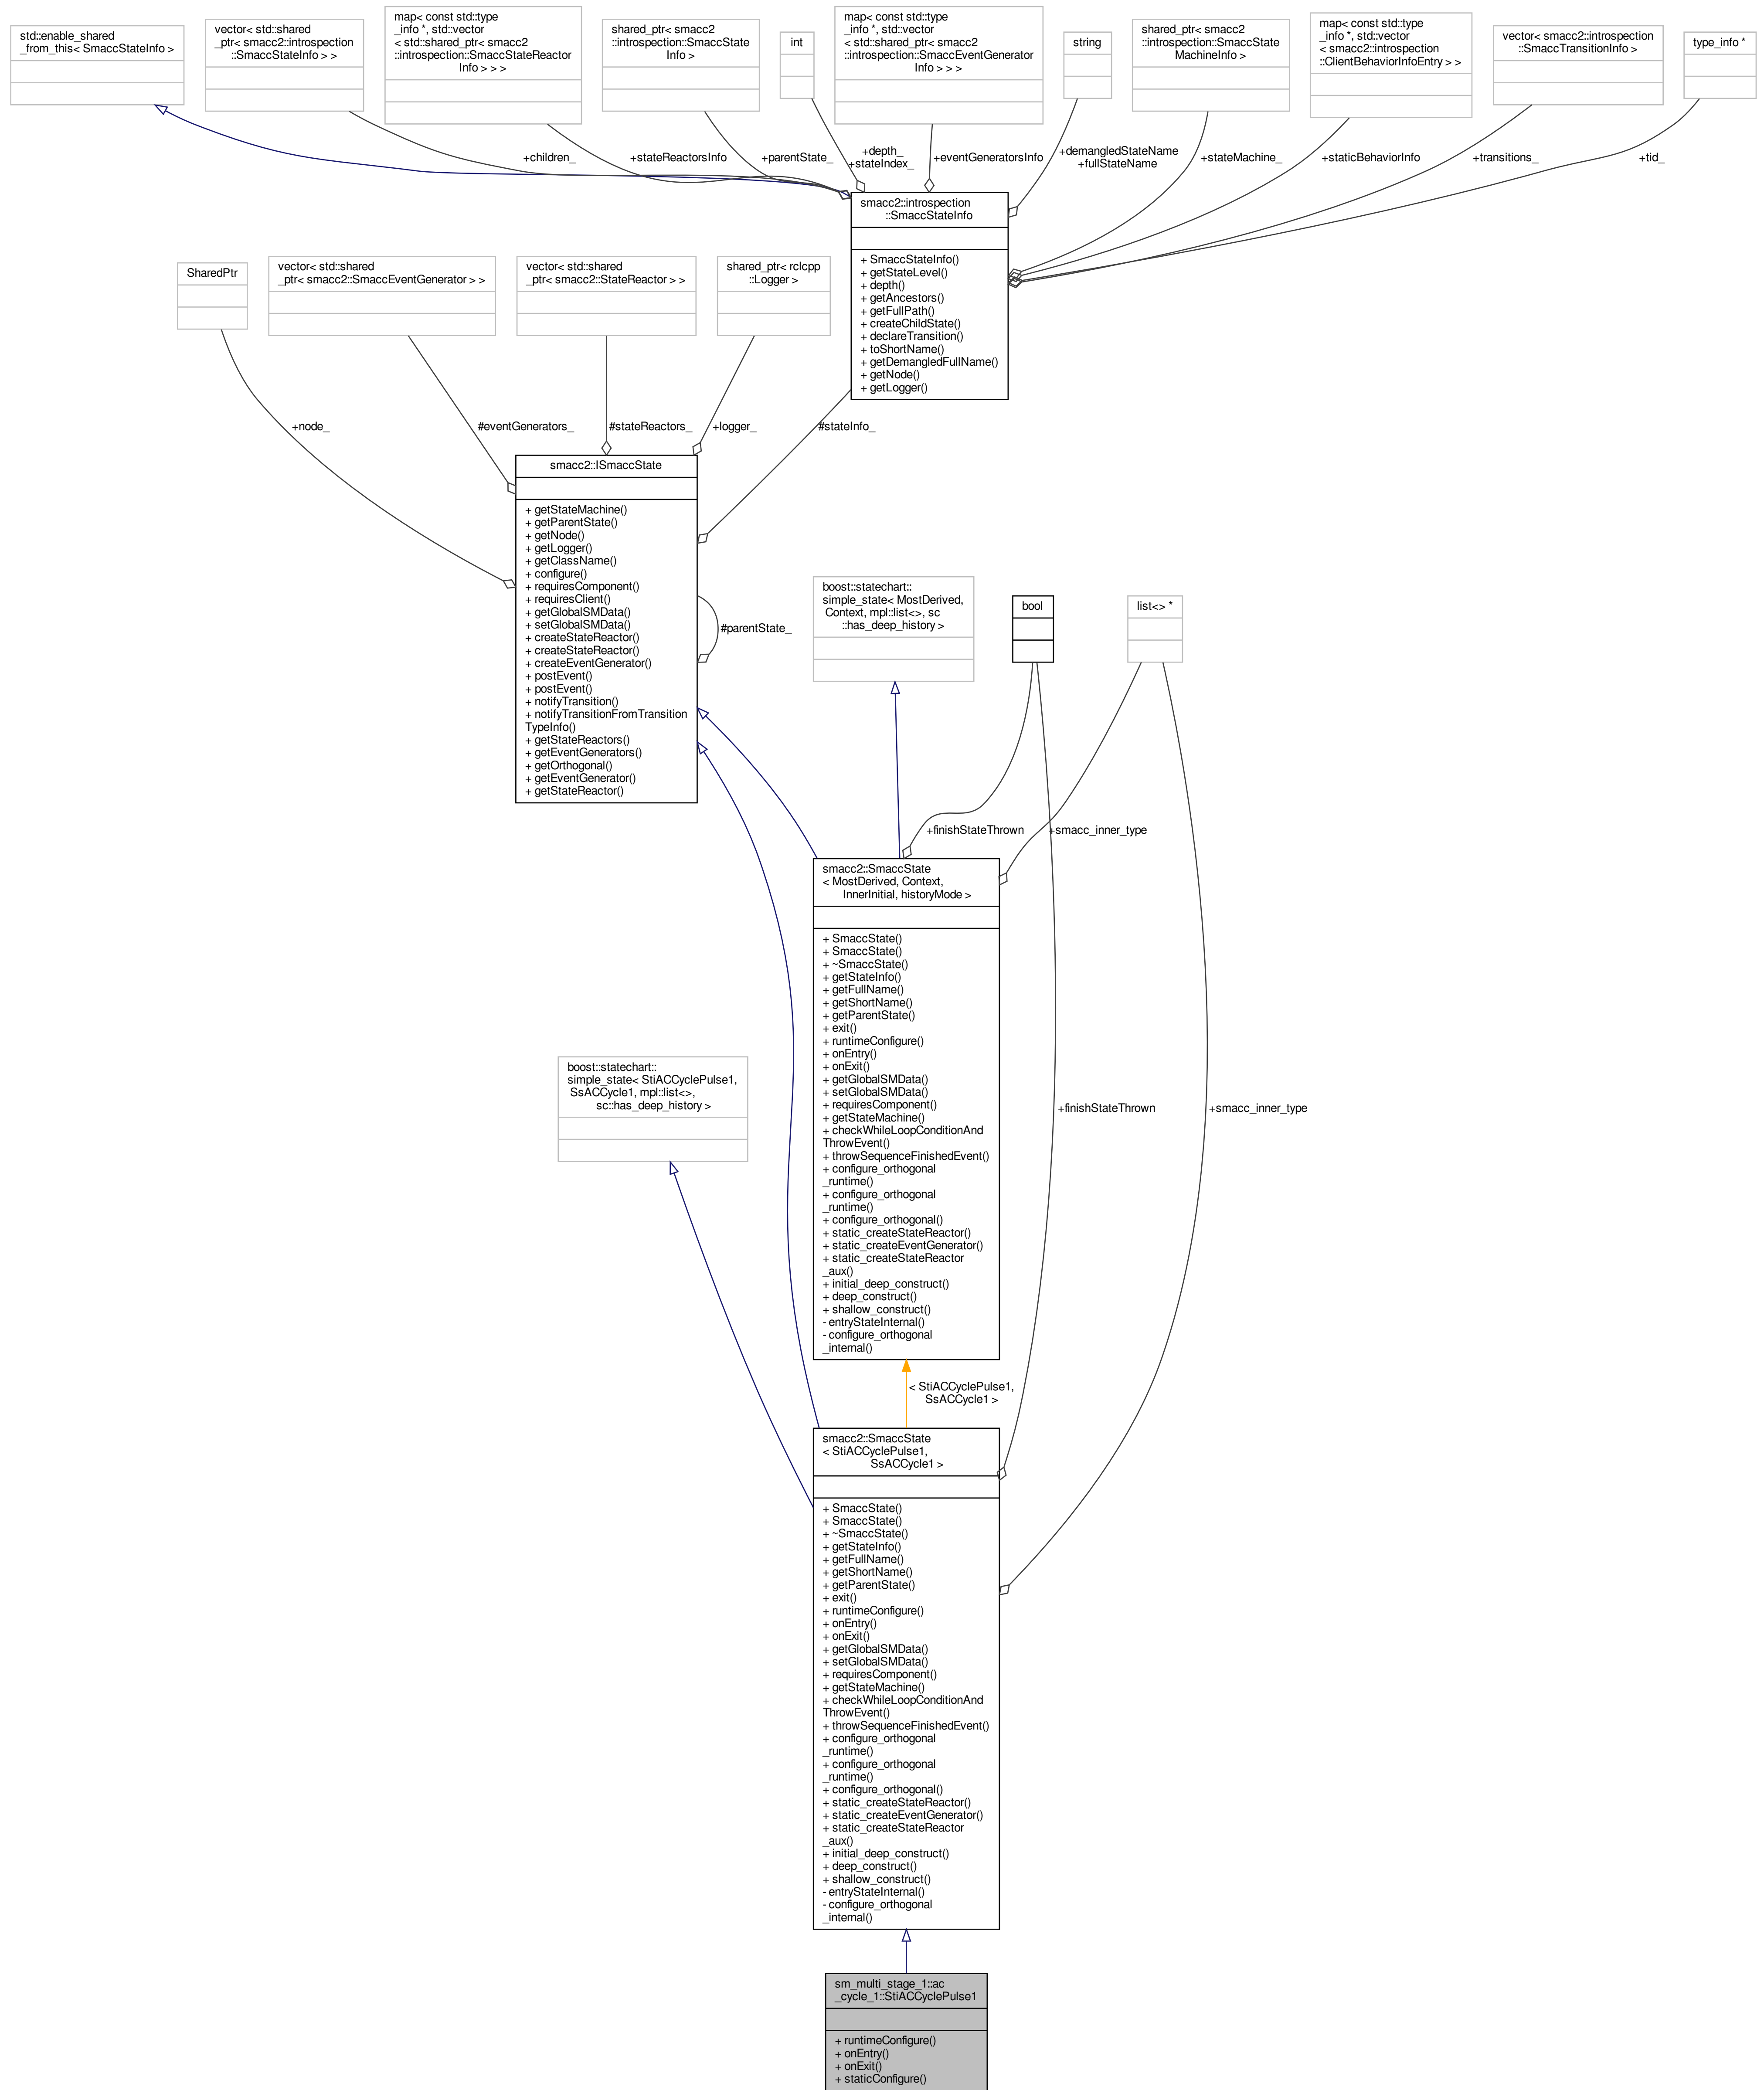 std::enable_shared
_from_this< SmaccStateInfo >
vector< std::shared
_ptr< smacc2::introspection
::SmaccStateInfo > >
map< const std::type
_info *, std::vector
< std::shared_ptr< smacc2
::introspection::SmaccStateReactor
Info > > >
shared_ptr< smacc2
::introspection::SmaccState
Info >
int
map< const std::type
_info *, std::vector
< std::shared_ptr< smacc2
::introspection::SmaccEventGenerator
Info > > >
string
shared_ptr< smacc2
::introspection::SmaccState
MachineInfo >
map< const std::type
_info *, std::vector
< smacc2::introspection
::ClientBehaviorInfoEntry > >
vector< smacc2::introspection
::SmaccTransitionInfo >
type_info *
+children_
+stateReactorsInfo
+parentState_
+depth_
+stateIndex_
+eventGeneratorsInfo
+demangledStateName
+fullStateName
+stateMachine_
+staticBehaviorInfo
+transitions_
+tid_
smacc2::introspection
::SmaccStateInfo
+ SmaccStateInfo()
+ getStateLevel()
+ depth()
+ getAncestors()
+ getFullPath()
+ createChildState()
+ declareTransition()
+ toShortName()
+ getDemangledFullName()
+ getNode()
+ getLogger()
SharedPtr
vector< std::shared
_ptr< smacc2::SmaccEventGenerator > >
vector< std::shared
_ptr< smacc2::StateReactor > >
shared_ptr< rclcpp
::Logger >
+node_
#eventGenerators_
#stateReactors_
+logger_
#stateInfo_
smacc2::ISmaccState
+ getStateMachine()
+ getParentState()
+ getNode()
+ getLogger()
+ getClassName()
+ configure()
+ requiresComponent()
+ requiresClient()
+ getGlobalSMData()
+ setGlobalSMData()
+ createStateReactor()
+ createStateReactor()
+ createEventGenerator()
+ postEvent()
+ postEvent()
+ notifyTransition()
+ notifyTransitionFromTransition
TypeInfo()
+ getStateReactors()
+ getEventGenerators()
+ getOrthogonal()
+ getEventGenerator()
+ getStateReactor()
#parentState_
boost::statechart::
simple_state< MostDerived,
Context, mpl::list<>, sc
::has_deep_history >
bool
list<> *
+finishStateThrown
+smacc_inner_type
smacc2::SmaccState
< MostDerived, Context,
InnerInitial, historyMode >
+ SmaccState()
+ SmaccState()
+ ~SmaccState()
+ getStateInfo()
+ getFullName()
+ getShortName()
+ getParentState()
+ exit()
+ runtimeConfigure()
+ onEntry()
+ onExit()
+ getGlobalSMData()
+ setGlobalSMData()
+ requiresComponent()
+ getStateMachine()
+ checkWhileLoopConditionAnd
ThrowEvent()
+ throwSequenceFinishedEvent()
+ configure_orthogonal
_runtime()
+ configure_orthogonal
_runtime()
+ configure_orthogonal()
+ static_createStateReactor()
+ static_createEventGenerator()
+ static_createStateReactor
_aux()
+ initial_deep_construct()
+ deep_construct()
+ shallow_construct()
- entryStateInternal()
- configure_orthogonal
_internal()
boost::statechart::
simple_state< StiACCyclePulse1,
SsACCycle1, mpl::list<>,
sc::has_deep_history >
+finishStateThrown
+smacc_inner_type
< StiACCyclePulse1,
SsACCycle1 >
smacc2::SmaccState
< StiACCyclePulse1,
SsACCycle1 >
+ SmaccState()
+ SmaccState()
+ ~SmaccState()
+ getStateInfo()
+ getFullName()
+ getShortName()
+ getParentState()
+ exit()
+ runtimeConfigure()
+ onEntry()
+ onExit()
+ getGlobalSMData()
+ setGlobalSMData()
+ requiresComponent()
+ getStateMachine()
+ checkWhileLoopConditionAnd
ThrowEvent()
+ throwSequenceFinishedEvent()
+ configure_orthogonal
_runtime()
+ configure_orthogonal
_runtime()
+ configure_orthogonal()
+ static_createStateReactor()
+ static_createEventGenerator()
+ static_createStateReactor
_aux()
+ initial_deep_construct()
+ deep_construct()
+ shallow_construct()
- entryStateInternal()
- configure_orthogonal
_internal()
sm_multi_stage_1::ac
_cycle_1::StiACCyclePulse1
+ runtimeConfigure()
+ onEntry()
+ onExit()
+ staticConfigure()